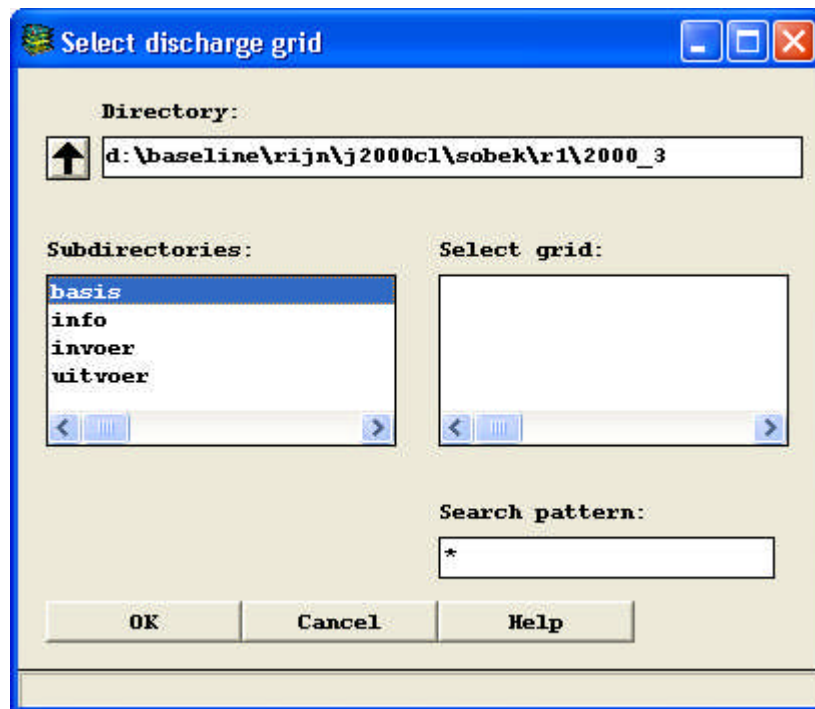 Select discharge grid
Directory:
d:\baseline\rijn\j2000cl\sobek\r1\2000_3
Subdirectories:
Select grid:
basis
info
invoer
uitvoer
Search pattern:
*
OK Cancel Help